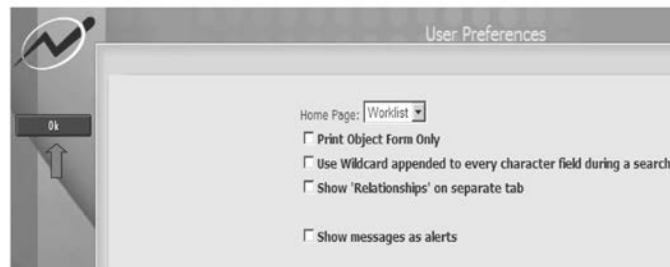 User Preferences
Home Page: Worklist
Ok
Print Object Form Only
Use Wildcard appended to every character field during a search
Show 'Relationships' on separate tab
Show messages as alerts